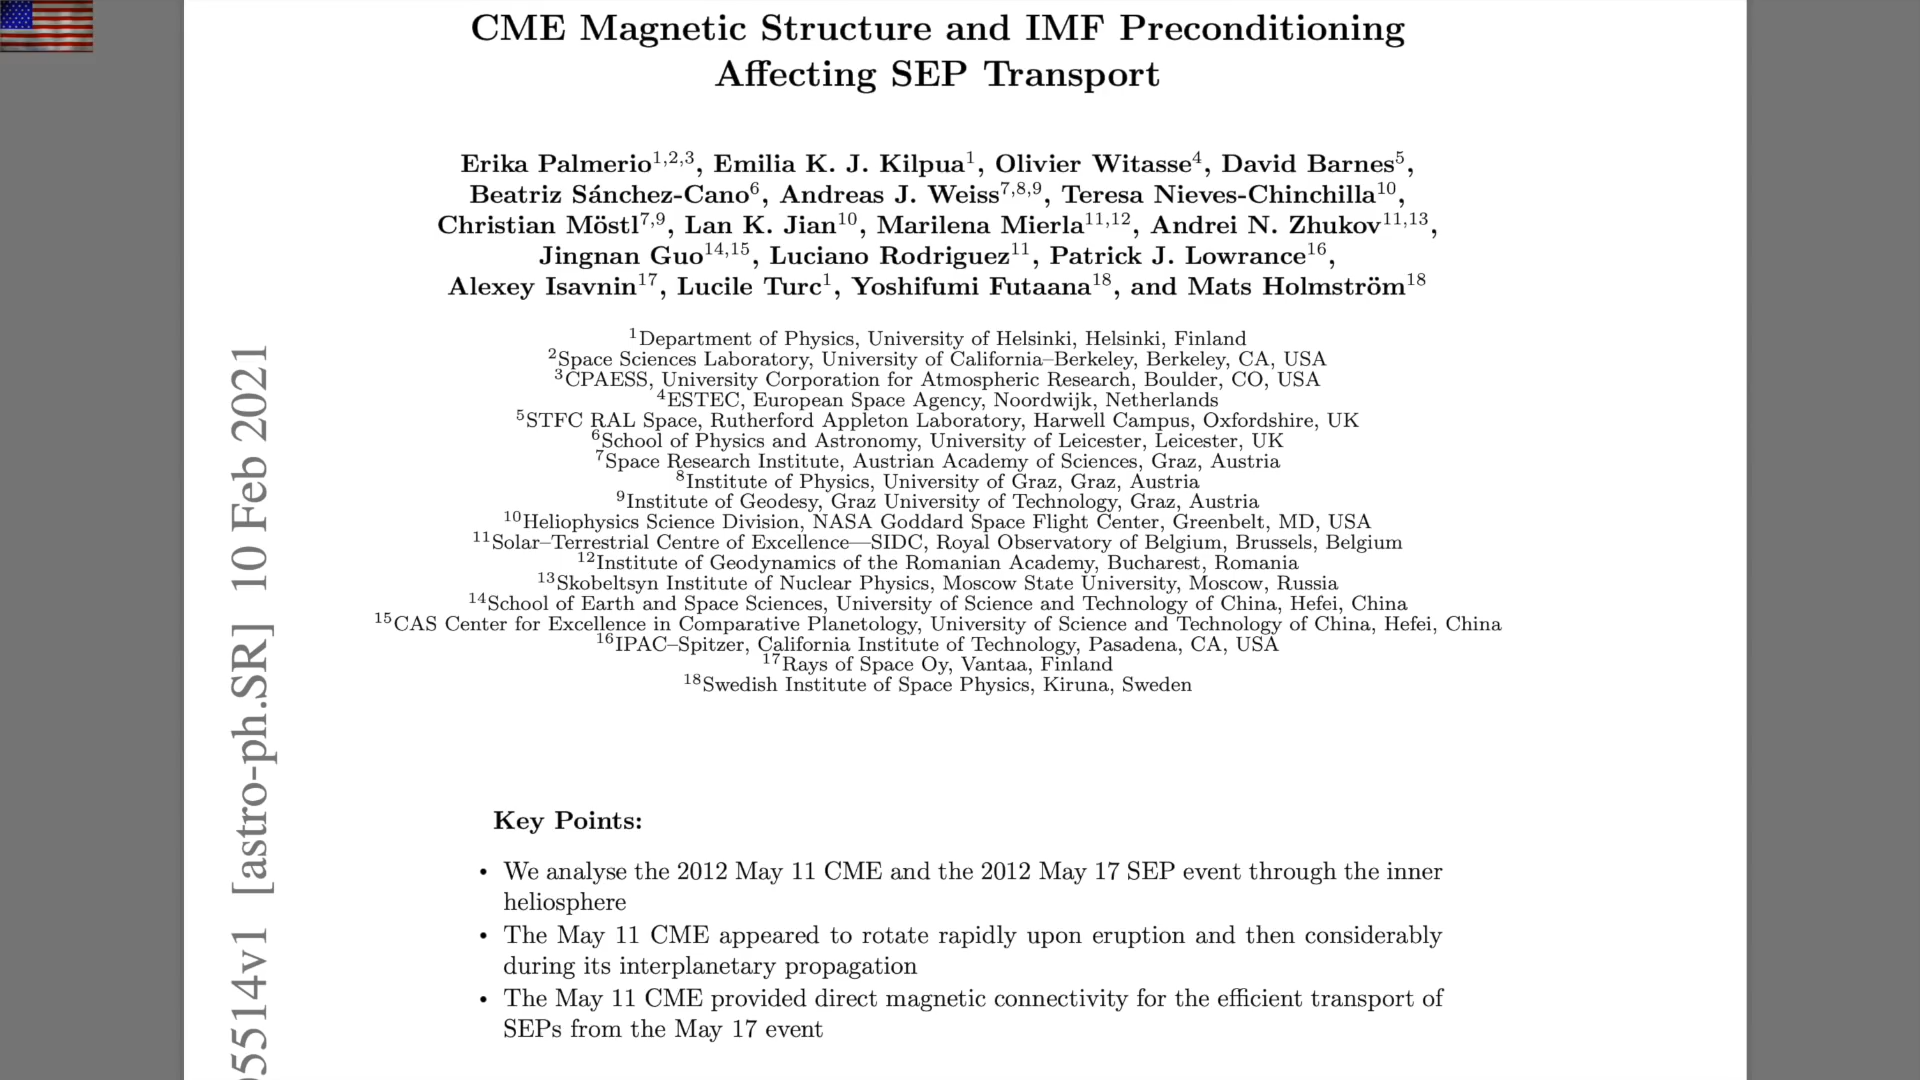 CME Magnetic Structure and IMF Preconditioning
Affecting SEP Transport
Erika Palmerio1,2,3, Emilia K. J. Kilpua1, Olivier Witasse4, David Barnes5,
Beatriz Sánchez-Cano6, Andreas J. Weiss7,8,9, Teresa Nieves-Chinchilla10,
Christian Möstl7,9, Lan K. Jian10, Marilena Mierla11,12, Andrei N. Zhukov11,13,
Jingnan Guo14,15, Luciano Rodriguez11, Patrick J. Lowrance16,
Alexey Isavnin17, Lucile Turc1, Yoshifumi Futaana18, and Mats Holmström18
1Department of Physics, University of Helsinki, Helsinki, Finland
2Space Sciences Laboratory, University of California–Berkeley, Berkeley, CA, USA
3CPAESS, University Corporation for Atmospheric Research, Boulder, CO, USA
4ESTEC, European Space Agency, Noordwijk, Netherlands
5STFC RAL Space, Rutherford Appleton Laboratory, Harwell Campus, Oxfordshire, UK
6School of Physics and Astronomy, University of Leicester, Leicester, UK
7Space Research Institute, Austrian Academy of Sciences, Graz, Austria
8Institute of Physics, University of Graz, Graz, Austria
9Institute of Geodesy, Graz University of Technology, Graz, Austria
10Heliophysics Science Division, NASA Goddard Space Flight Center, Greenbelt, MD, USA
11Solar–Terrestrial Centre of Excellence—SIDC, Royal Observatory of Belgium, Brussels, Belgium
12Institute of Geodynamics of the Romanian Academy, Bucharest, Romania
13Skobeltsyn Institute of Nuclear Physics, Moscow State University, Moscow, Russia
14School of Earth and Space Sciences, University of Science and Technology of China, Hefei, China
15CAS Center for Excellence in Comparative Planetology, University of Science and Technology of China, Hefei, China
16IPAC–Spitzer, California Institute of Technology, Pasadena, CA, USA
17Rays of Space Oy, Vantaa, Finland
18Swedish Institute of Space Physics, Kiruna, Sweden
05514v1 [astro-ph.SR] 10 Feb 2021
Key Points:
• We analyse the 2012 May 11 CME and the 2012 May 17 SEP event through the inner
heliosphere
• The May 11 CME appeared to rotate rapidly upon eruption and then considerably
during its interplanetary propagation
• The May 11 CME provided direct magnetic connectivity for the efficient transport of
SEPs from the May 17 event